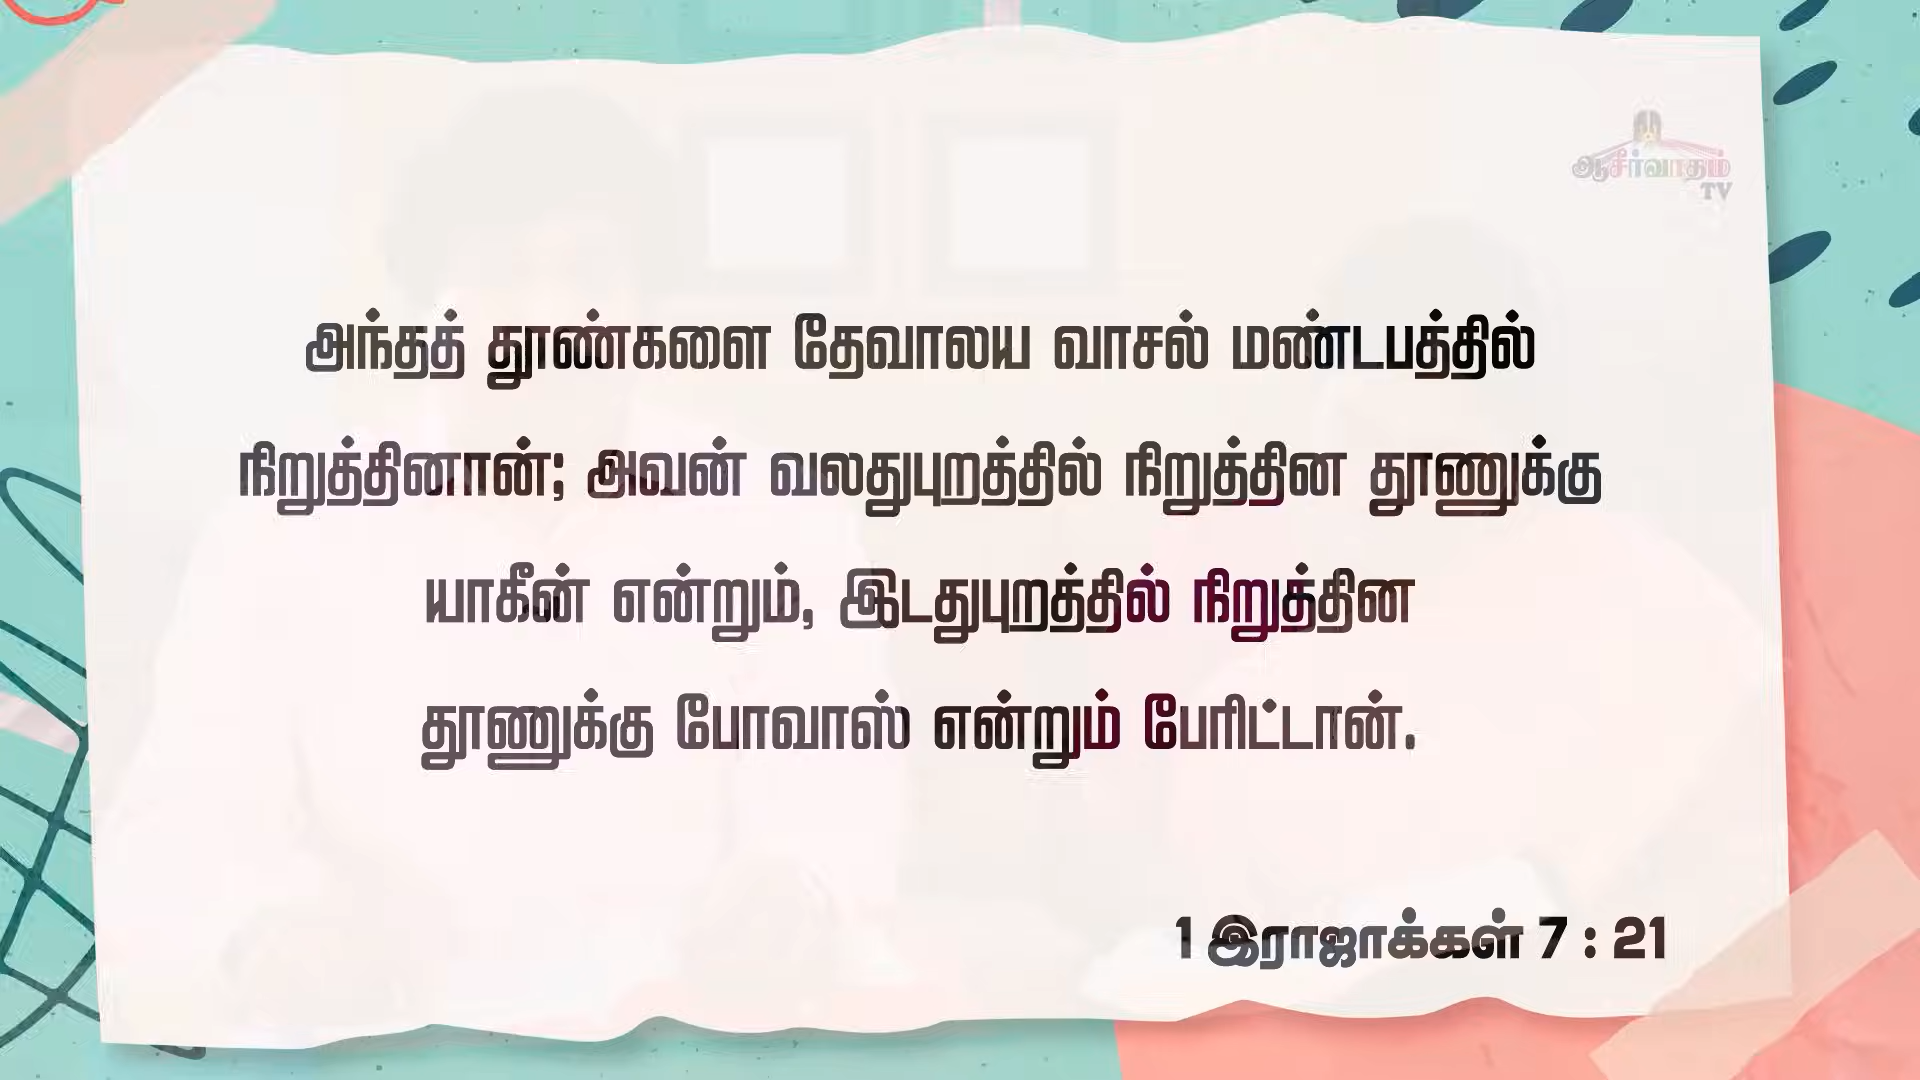 ஆசீர்வாதம்
TV
அந்தத் தூண்களை தேவாலய வாசல் மண்டபத்தில்
நிறுத்தினான்; அவன் வலதுபுறத்தில் நிறுத்தின தூணுக்கு
யாகீன் என்றும், இடதுபுறத்தில் நிறுத்தின
தூணுக்கு போவாஸ் என்றும் பேரிட்டான்.
1 இராஜாக்கள் 7 : 21